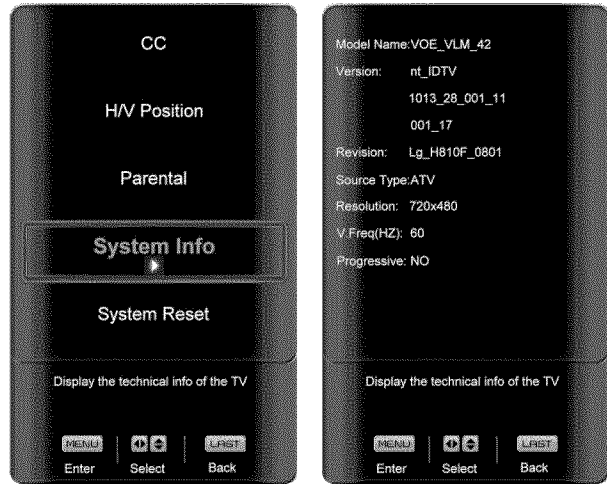 CC
H/V Position
Parental
System Info
System Reset
Display the technical info of the TV
MENU
LAST
Enter
Select
Back
Model Name:VOE_VLM_42
Version: nt_IDTV
1013_28_001_11
001_17
Revision: Lg_H810F_0801
Source Type:ATV
Resolution: 720x480
V.Freq(HZ): 60
Progressive: NO
Display the technical info of the TV
MENU
LAST
Enter
Select
Back